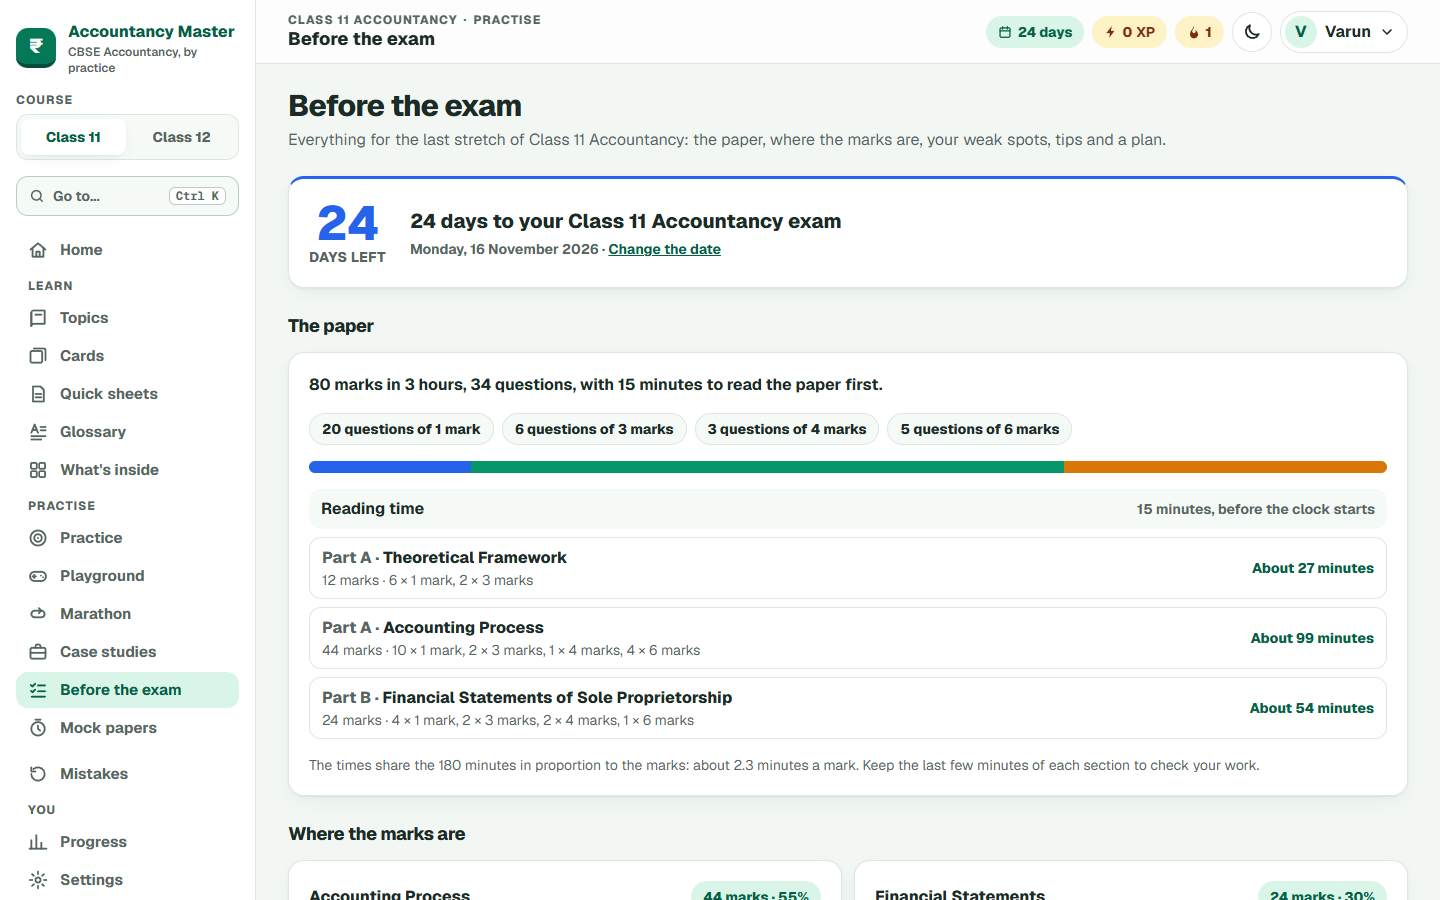 Accountancy Master
CBSE Accountancy, by
practice
COURSE
Class 11
Class 12
Go to...
Ctrl K
Home
LEARN
Topics
Cards
Quick sheets
Glossary
What's inside
PRACTISE
Practice
Playground
Marathon
Case studies
Before the exam
Mock papers
Mistakes
YOU
Progress
Settings
CLASS 11 ACCOUNTANCY · PRACTISE
Before the exam
24 days
0 XP
1
V
Varun
Before the exam
Everything for the last stretch of Class 11 Accountancy: the paper, where the marks are, your weak spots, tips and a plan.
24
DAYS LEFT
24 days to your Class 11 Accountancy exam
Monday, 16 November 2026 · Change the date
The paper
80 marks in 3 hours, 34 questions, with 15 minutes to read the paper first.
20 questions of 1 mark
6 questions of 3 marks
3 questions of 4 marks
5 questions of 6 marks
Reading time
15 minutes, before the clock starts
Part A · Theoretical Framework
12 marks · 6 × 1 mark, 2 × 3 marks
About 27 minutes
Part A · Accounting Process
44 marks · 10 × 1 mark, 2 × 3 marks, 1 × 4 marks, 4 × 6 marks
About 99 minutes
Part B · Financial Statements of Sole Proprietorship
24 marks · 4 × 1 mark, 2 × 3 marks, 2 × 4 marks, 1 × 6 marks
About 54 minutes
The times share the 180 minutes in proportion to the marks: about 2.3 minutes a mark. Keep the last few minutes of each section to check your work.
Where the marks are
Accounting Process
44 marks · 55%
Financial Statements
24 marks · 30%